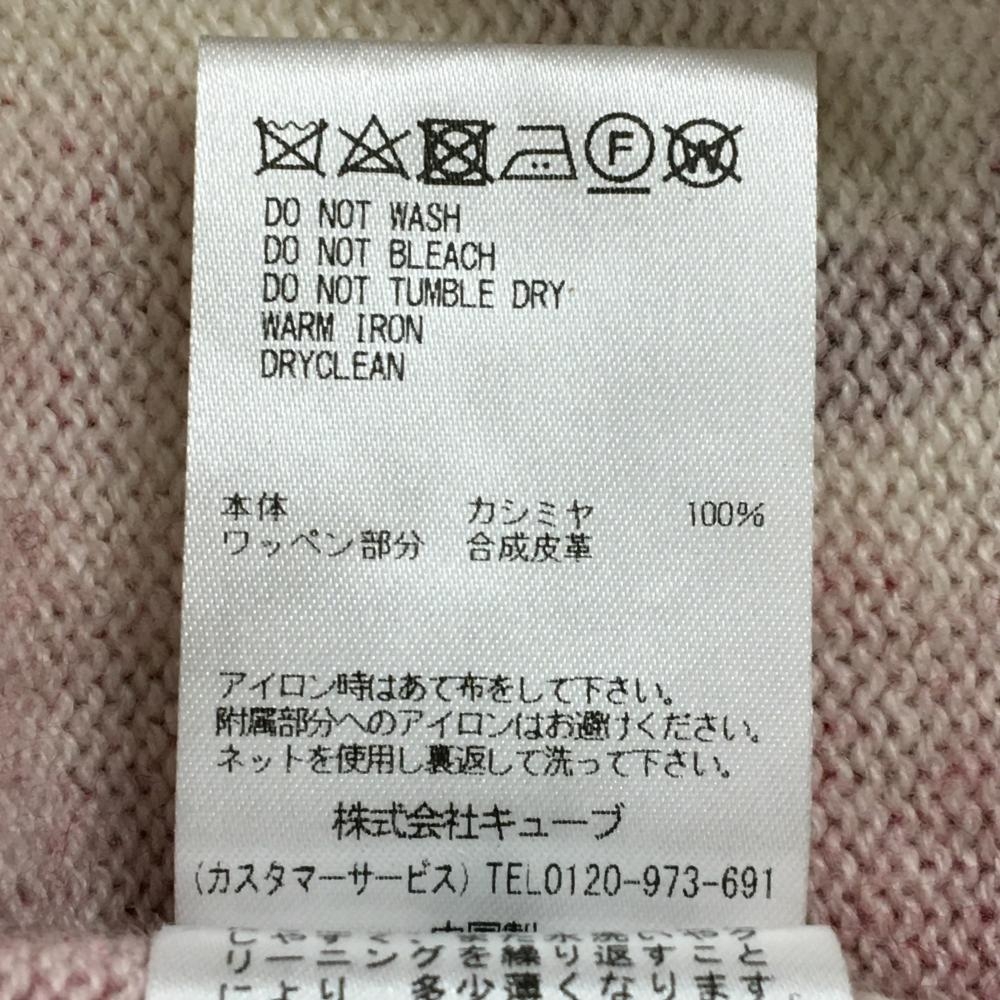 F W
DO NOT WASH
DO NOT BLEACH
DO NOT TUMBLE DRY
WARM IRON
DRYCLEAN
本体 カシミヤ 100%
ワッペン部分 合成皮革
アイロン時はあて布をして下さい。
附属部分へのアイロンはお避けください。
ネットを使用し裏返して洗って下さい。
株式会社キューブ
(カスタマーサービス) TEL0120-973-691
中国製
リーニングを繰り返すこと
により 多少薄くなります。